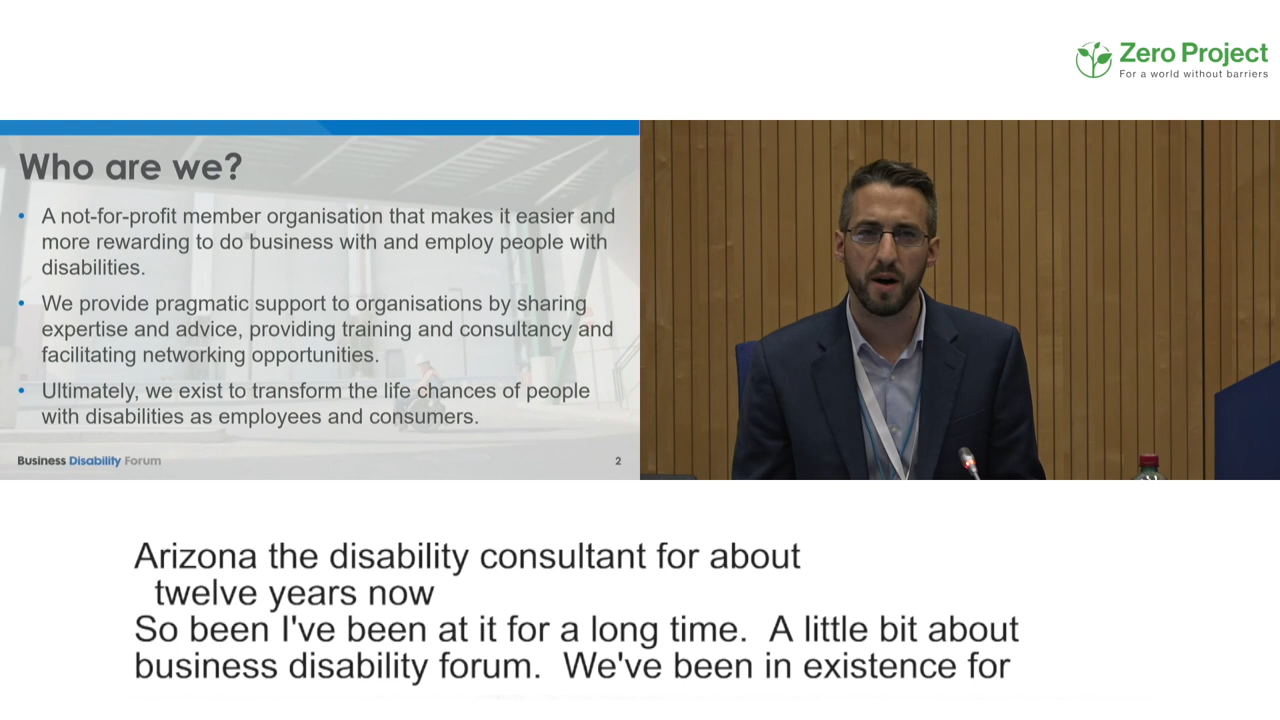 Zero Project
For a world without barriers
Who are we?
• A not-for-profit member organisation that makes it easier and
more rewarding to do business with and employ people with
disabilities.
• We provide pragmatic support to organisations by sharing
expertise and advice, providing training and consultancy and
facilitating networking opportunities.
• Ultimately, we exist to transform the life chances of people
with disabilities as employees and consumers.
Business Disability Forum
2
Arizona the disability consultant for about
twelve years now
So been I've been at it for a long time. A little bit about
business disability forum. We've been in existence for